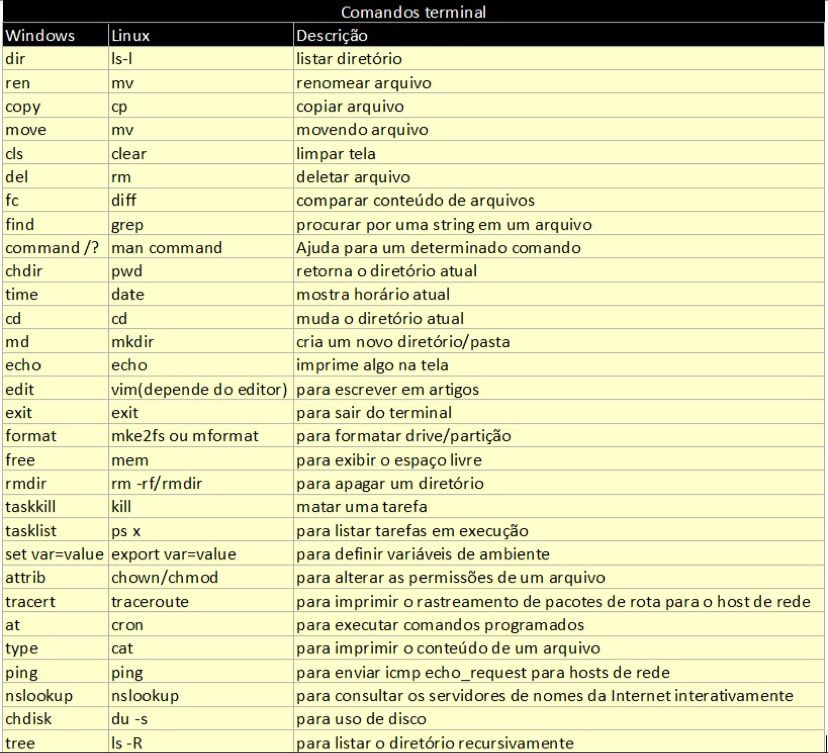 Comandos terminal
Windows Linux Descrição
dir ls-l listar diretório
ren mv renomear arquivo
copy cp copiar arquivo
move mv movendo arquivo
cls clear limpar tela
del rm deletar arquivo
fc diff comparar conteúdo de arquivos
find grep procurar por uma string em um arquivo
command /? man command Ajuda para um determinado comando
chdir pwd retorna o diretório atual
time date mostra horário atual
cd cd muda o diretório atual
md mkdir cria um novo diretório/pasta
echo echo imprime algo na tela
edit vim(depende do editor) para escrever em artigos
exit exit para sair do terminal
format mke2fs ou mformat para formatar drive/partição
free mem para exibir o espaço livre
rmdir rm -rf/rmdir para apagar um diretório
taskkill kill matar uma tarefa
tasklist ps x para listar tarefas em execução
set var=value export var=value para definir variáveis de ambiente
attrib chown/chmod para alterar as permissões de um arquivo
tracert traceroute para imprimir o rastreamento de pacotes de rota para o host de rede
at cron para executar comandos programados
type cat para imprimir o conteúdo de um arquivo
ping ping para enviar icmp echo_request para hosts de rede
nslookup nslookup para consultar os servidores de nomes da Internet interativamente
chdisk du -s para uso de disco
tree ls -R para listar o diretório recursivamente